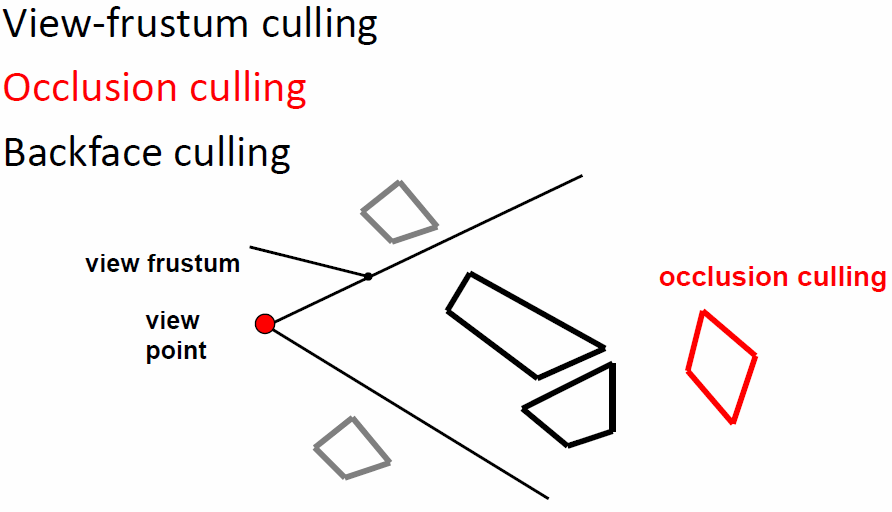 View-frustum culling
Occlusion culling
Backface culling
view frustum
occlusion culling
view
point